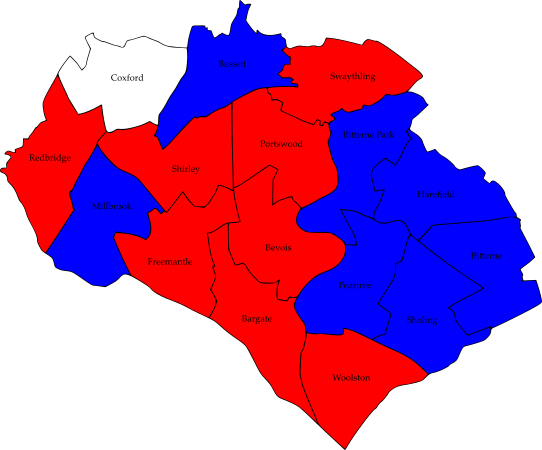 Bassett
Coxford
Swaythling
Bitterne Park
Portswood
Redbridge
Shirley
Harefield
Millbrook
Bevois
Bitterne
Freemantle
Peartree
Bargate
Sholing
Woolston